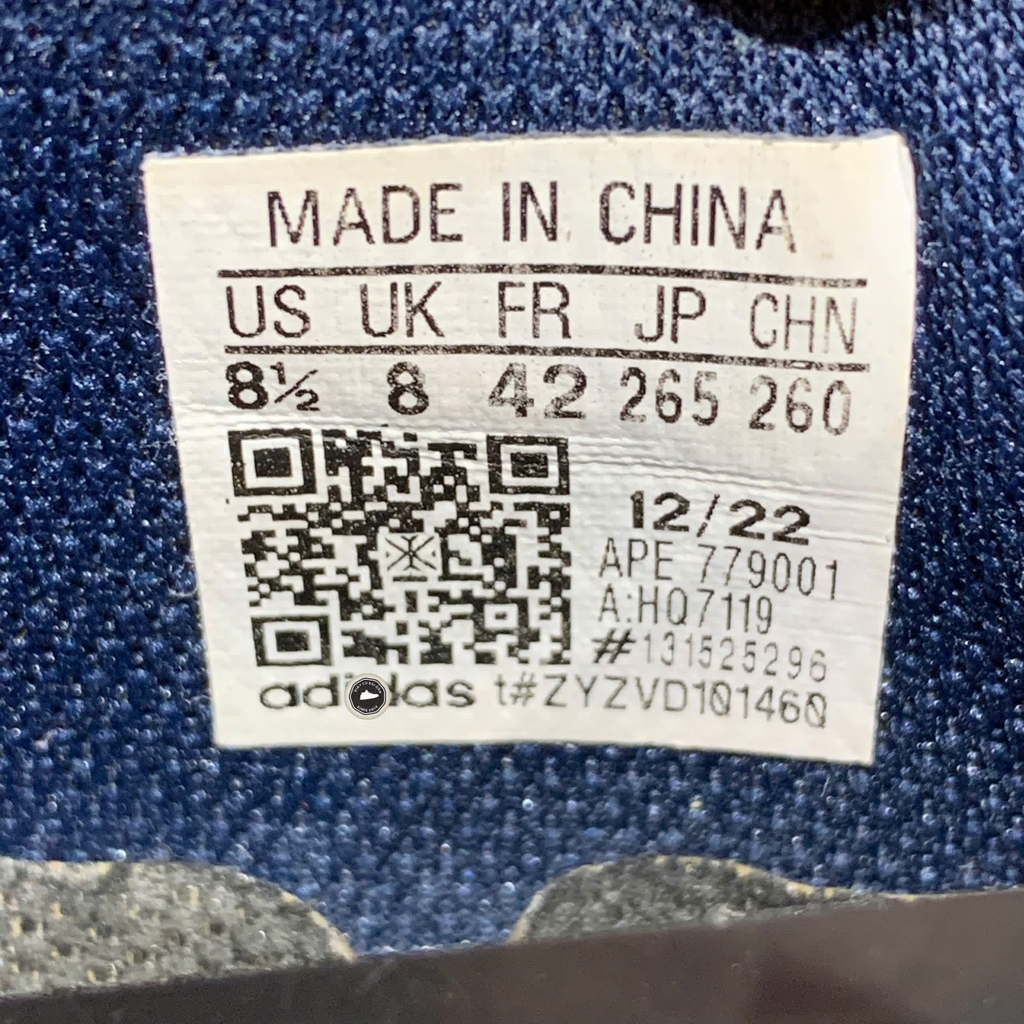 MADE IN CHINA
US UK FR JP CHN
8½ 8 42 265 260
12/22
APE 779001
A:HQ7119
#131525296
adidas t#ZYZVD101460